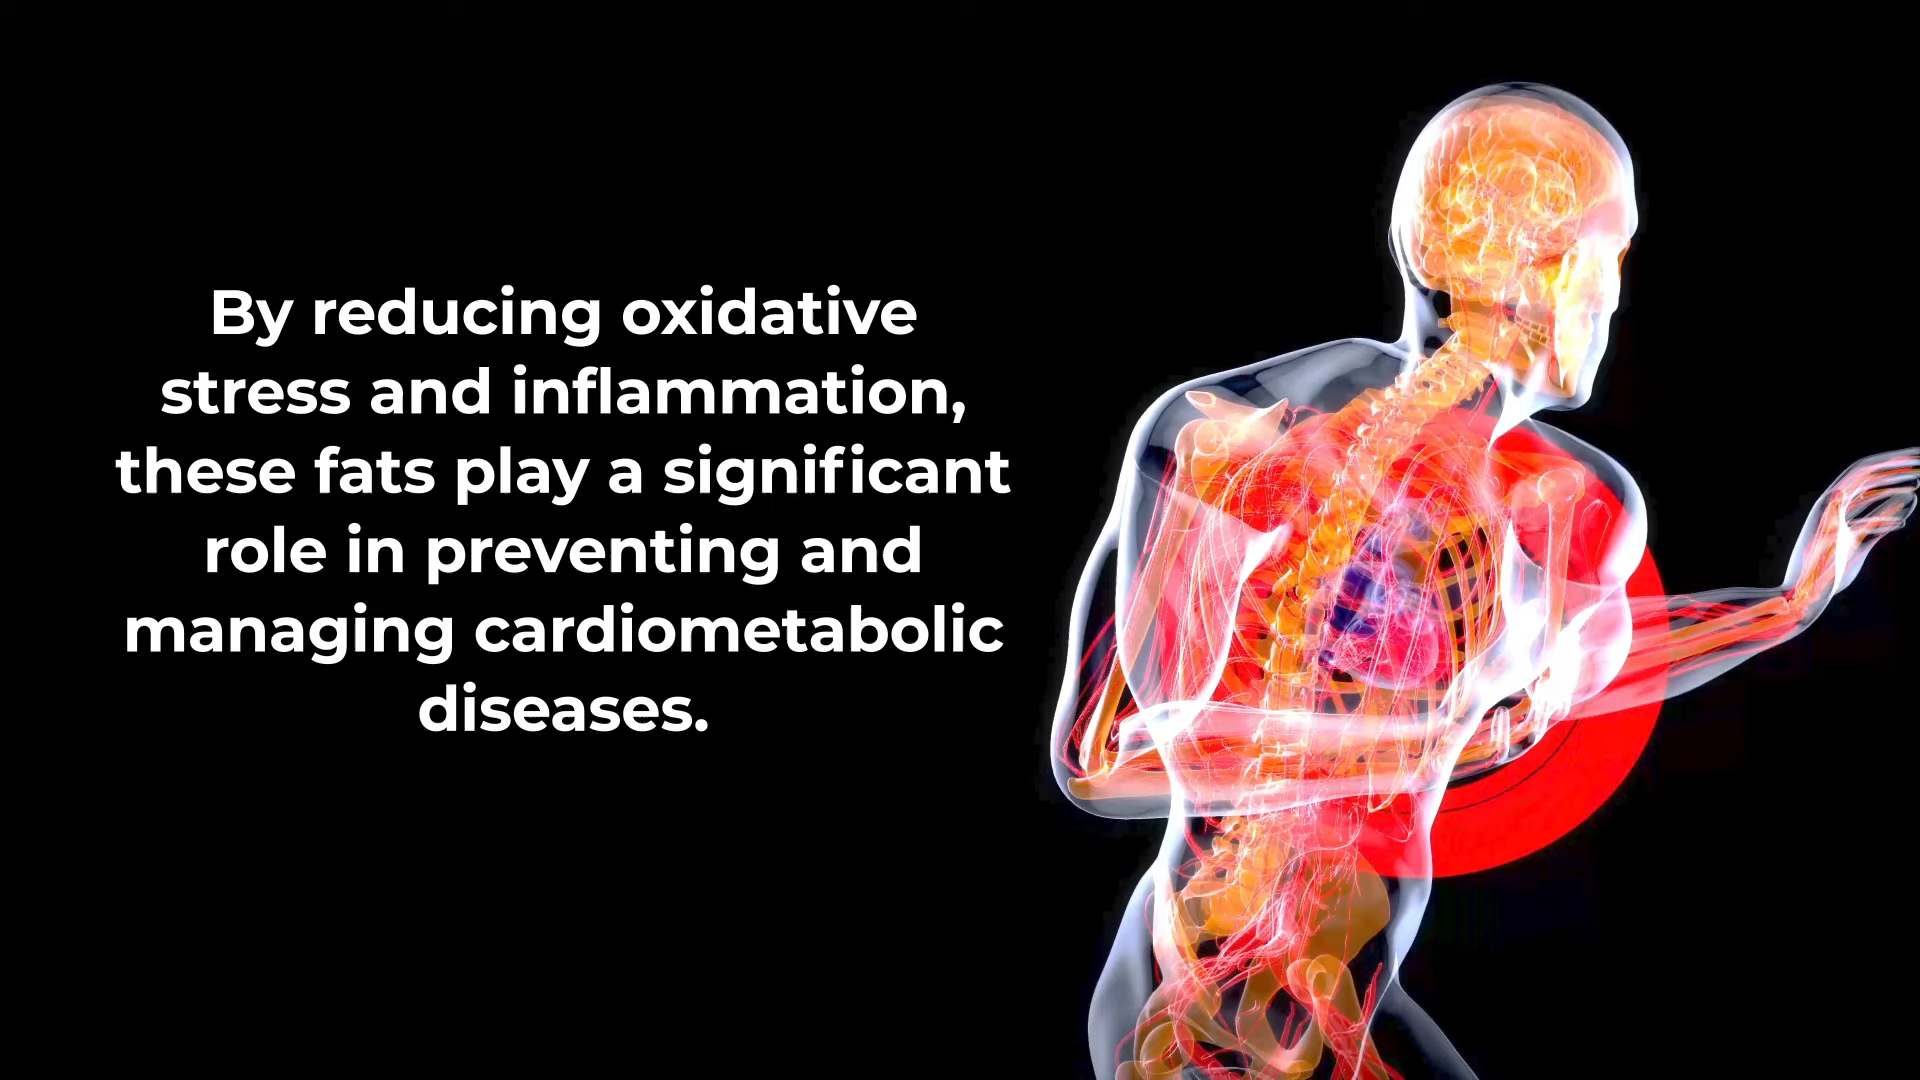 By reducing oxidative
stress and inflammation,
these fats play a significant
role in preventing and
managing cardiometabolic
diseases.